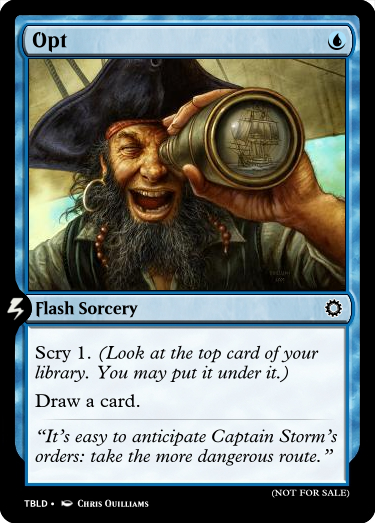 Opt
Flash Sorcery
Scry 1. (Look at the top card of your
library. You may put it under it.)
Draw a card.
“It’s easy to anticipate Captain Storm’s
orders: take the more dangerous route.”
(NOT FOR SALE)
TBLD • Chris Quilliams